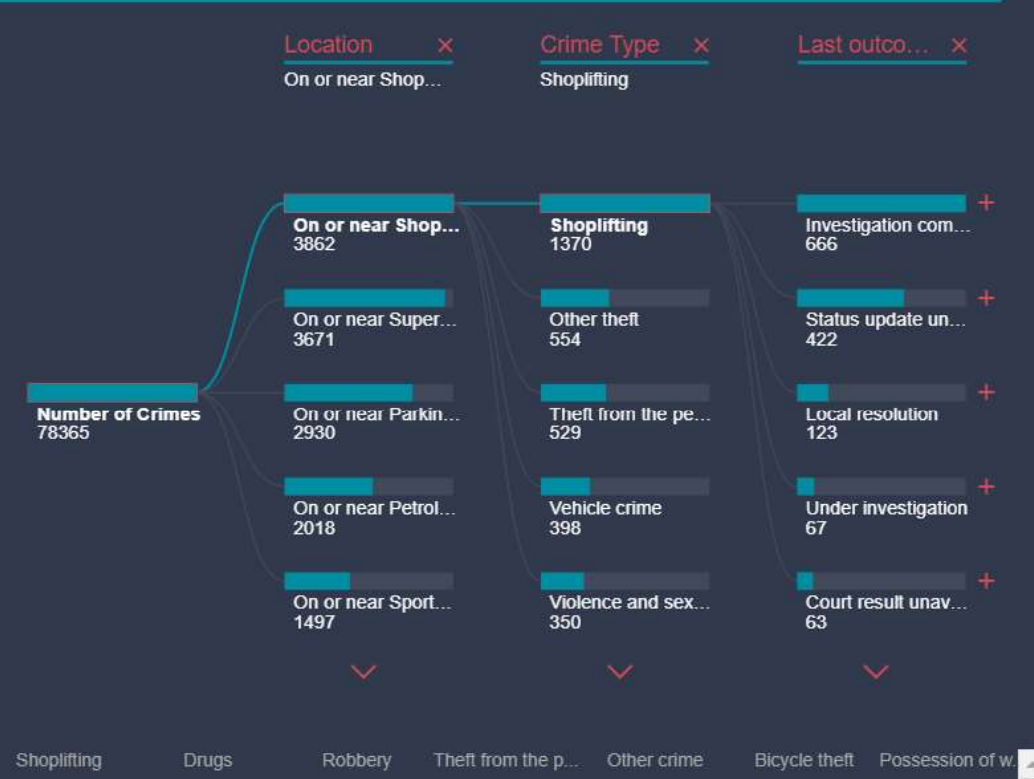 Location × Crime Type × Last outco... ×
On or near Shop... Shoplifting
On or near Shop... Shoplifting Investigation com...
3862 1370 666
On or near Super... Other theft Status update un...
3671 554 422
Number of Crimes On or near Parkin... Theft from the pe... Local resolution
78365 2930 529 123
On or near Petrol... Vehicle crime Under investigation
2018 398 67
On or near Sport... Violence and sex... Court result unav...
1497 350 63
Shoplifting Drugs Robbery Theft from the p... Other crime Bicycle theft Possession of w...